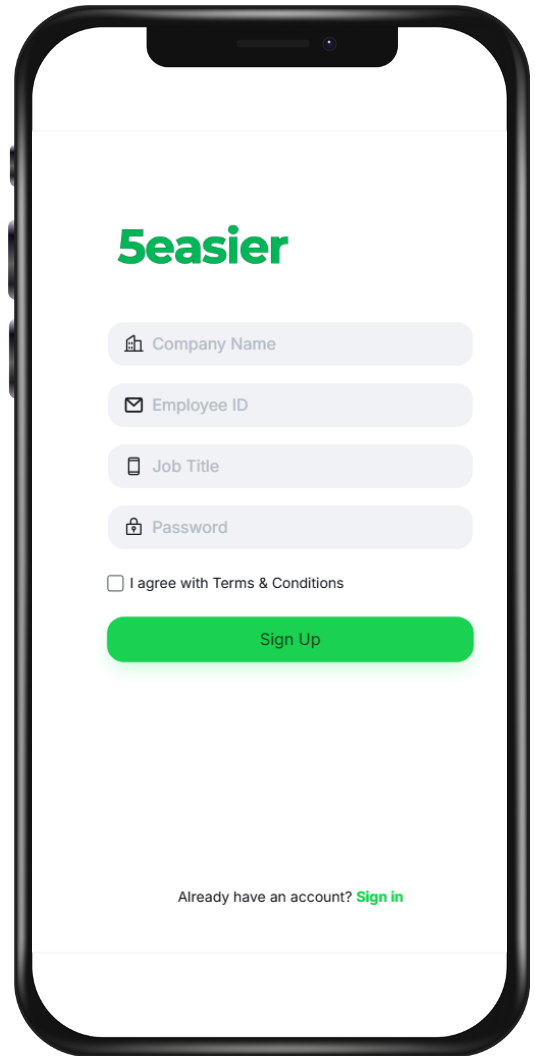 5easier
Company Name
Employee ID
Job Title
Password
I agree with Terms & Conditions
Sign Up
Already have an account? Sign in